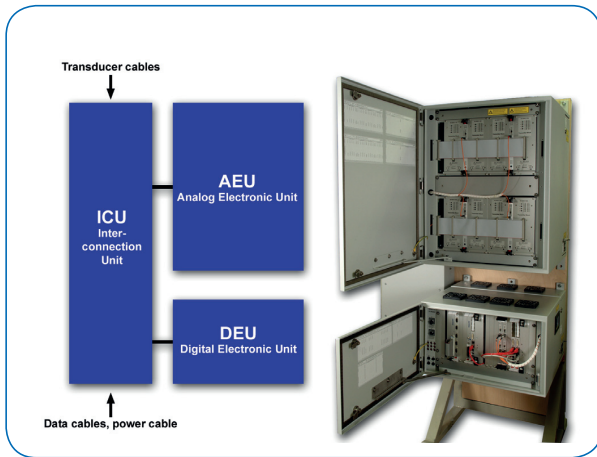 Transducer cables
ICU
Inter-
connection
Unit
AEU
Analog Electronic Unit
DEU
Digital Electronic Unit
Data cables, power cable